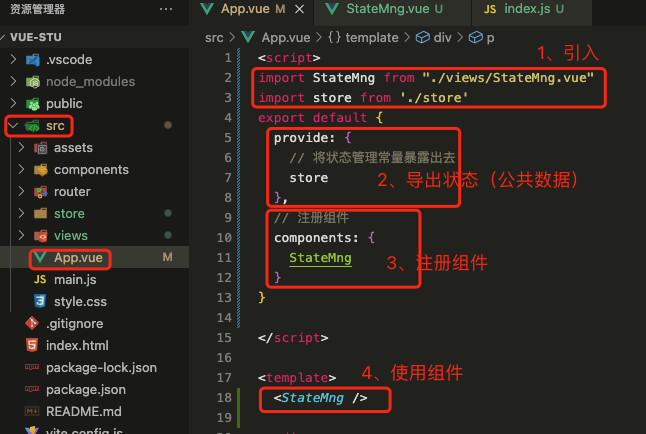 资源管理器
VUE-STU
.vscode
node_modules
public
src
assets
components
router
store
views
App.vue M
main.js
style.css
.gitignore
index.html
package-lock.json
package.json
README.md
App.vue M
StateMng.vue U
JS index.js U
src > App.vue > {} template > div > p
1 <script>
1、引入
2 import StateMng from "./views/StateMng.vue"
3 import store from './store'
4 export default {
5 provide: {
6 // 将状态管理常量暴露出去
7 store
2、导出状态（公共数据）
8 },
9 // 注册组件
10 components: {
11 StateMng
3、注册组件
12 }
13 }
14
15 </script>
16
17 <template>
4、使用组件
18 <StateMng />
19